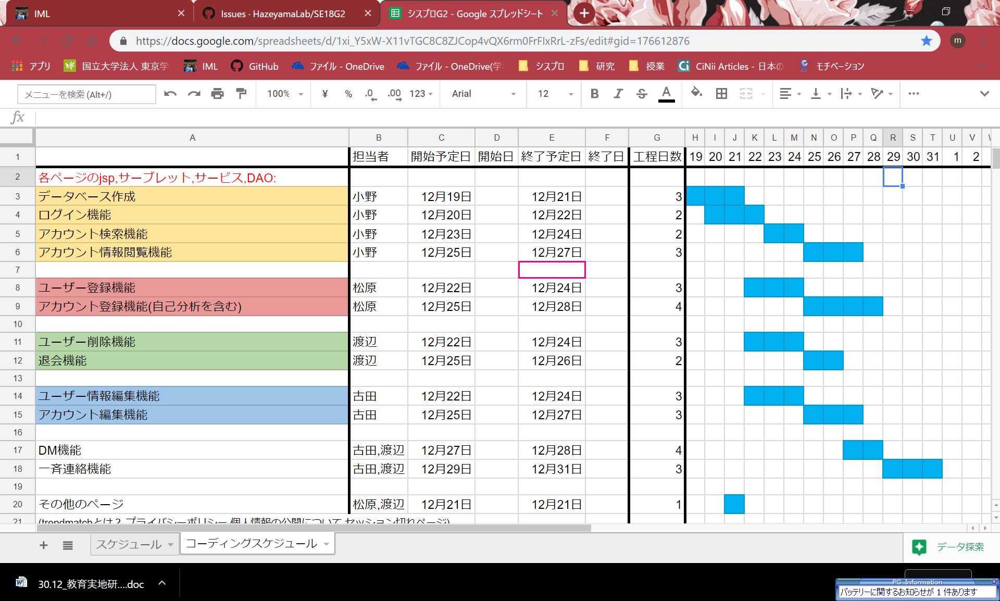 IML
Issues · HazeyamaLab/SE18G2
シスプロG2 - Google スプレッドシート
https://docs.google.com/spreadsheets/d/1xi_Y5xW-X11vTGC8C8ZJCop4vQX6rm0FrFIxRrL-zFs/edit#gid=176612876
m
アプリ
国立大学法人 東京学
IML
GitHub
ファイル - OneDrive
ファイル - OneDrive(学
シスプロ
研究
授業
CiNii Articles - 日本の
モチベーション
メニューを検索 (Alt+/)
100% ¥ % .0 .00 123 Arial 12 B I S A
fx
A B C D E F G H I J K L M N O P Q R S T U V
1 担当者 開始予定日 開始日 終了予定日 終了日 工程日数 19 20 21 22 23 24 25 26 27 28 29 30 31 1 2
2 各ページのjsp,サーブレット,サービス,DAO:
3 データベース作成 小野 12月19日 12月21日 3
4 ログイン機能 小野 12月20日 12月22日 2
5 アカウント検索機能 小野 12月23日 12月24日 2
6 アカウント情報閲覧機能 小野 12月25日 12月27日 3
7
8 ユーザー登録機能 松原 12月22日 12月24日 3
9 アカウント登録機能(自己分析を含む) 松原 12月25日 12月28日 4
10
11 ユーザー削除機能 渡辺 12月22日 12月24日 3
12 退会機能 渡辺 12月25日 12月26日 2
13
14 ユーザー情報編集機能 古田 12月22日 12月24日 3
15 アカウント編集機能 古田 12月25日 12月27日 3
16
17 DM機能 古田,渡辺 12月27日 12月28日 4
18 一斉連絡機能 古田,渡辺 12月29日 12月31日 3
19
20 その他のページ 松原,渡辺 12月21日 12月21日 1
21 (trendmatchとは?,プライバシーポリシー,個人情報の公開について,セッション切れページ)
スケジュール
コーディングスケジュール
データ探索
30.12_教育実地研....doc
PC Information
バッテリーに関するお知らせが 1 件あります